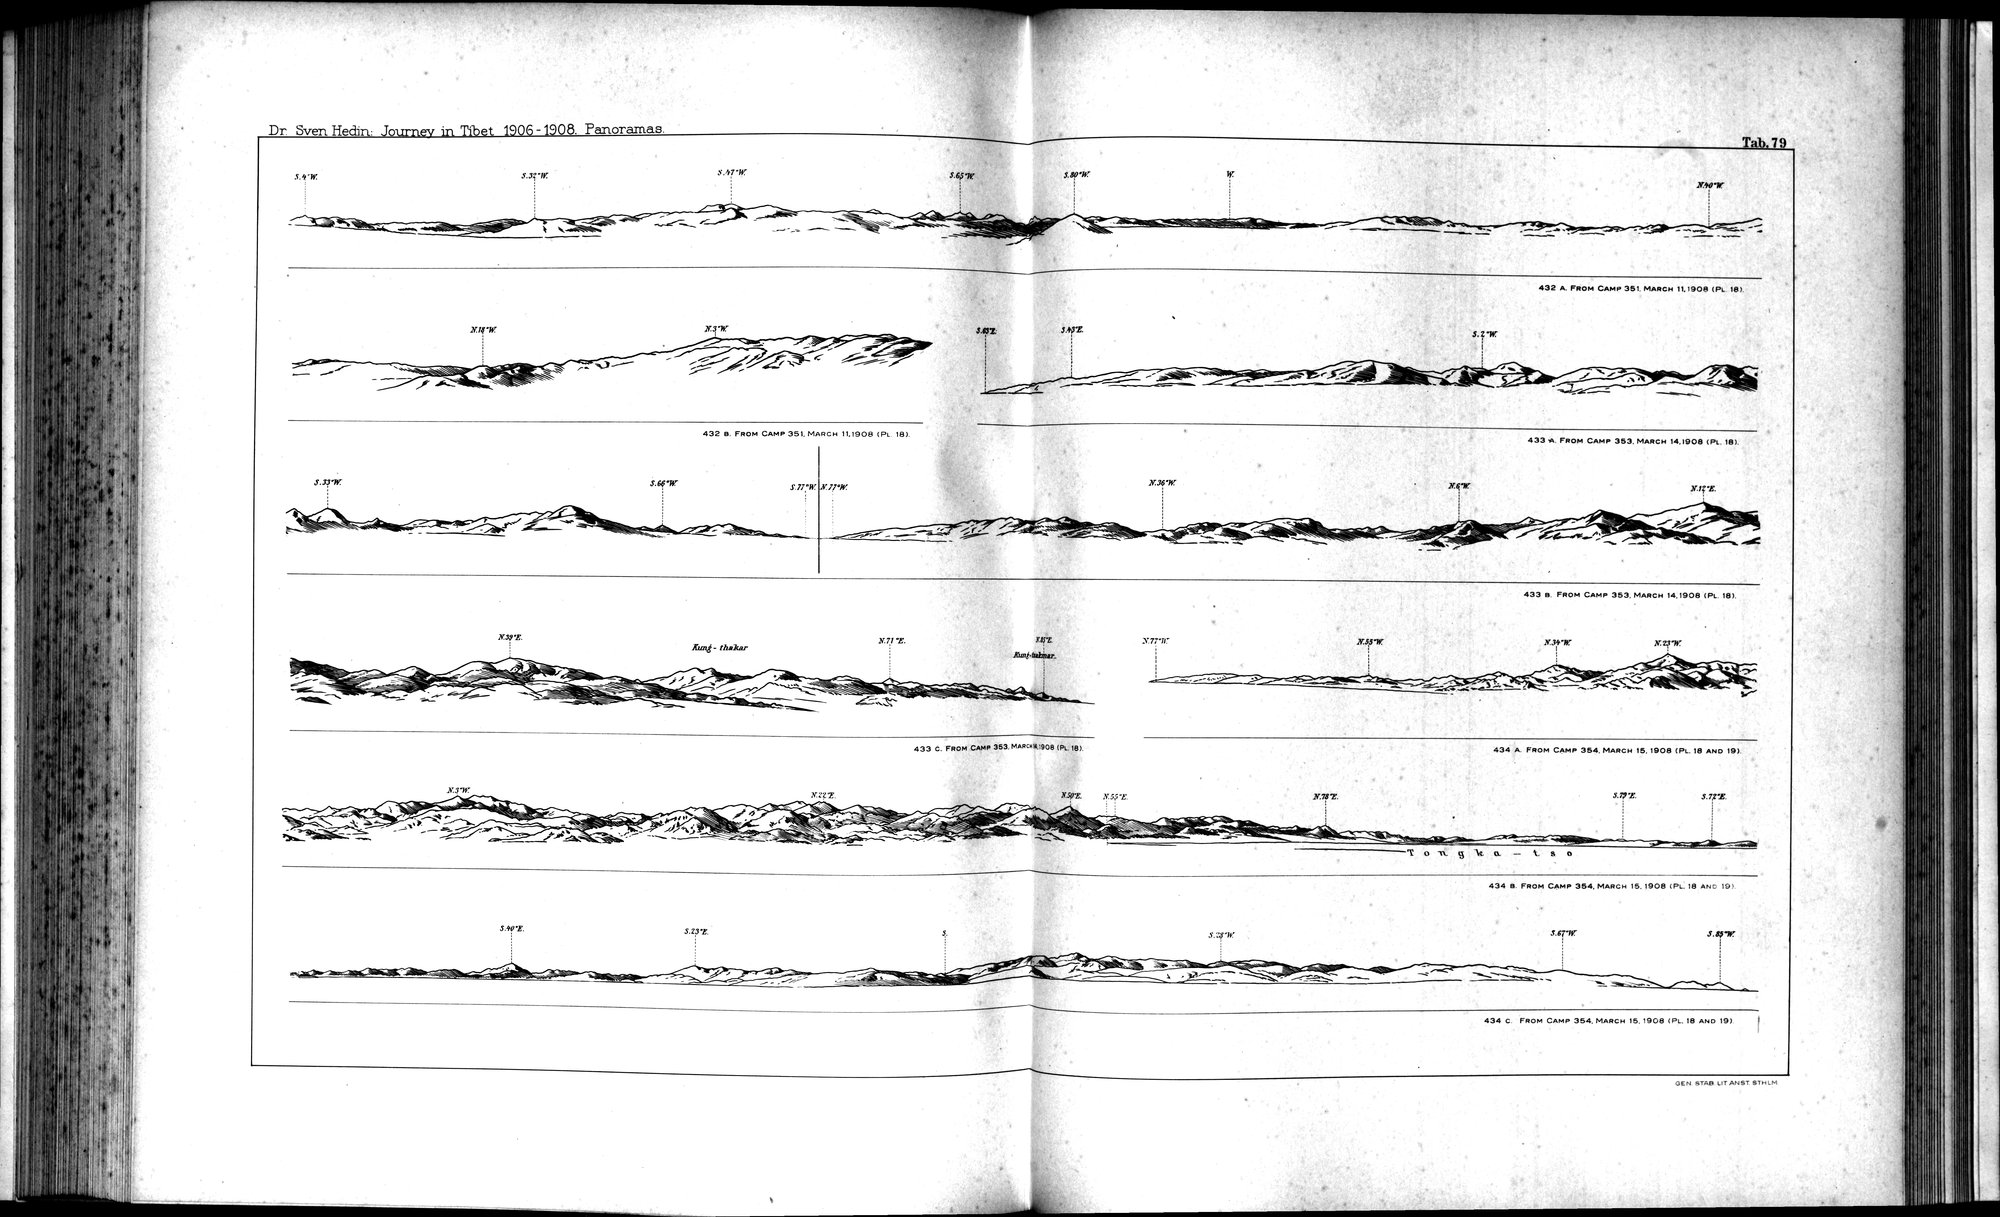 Dr. Sven Hedin: Journey in Tibet 1906-1908. Panoramas.
Tab. 79
S.4°W. S.32°W. S.47°W. S.65°W. S.80°W. W. N.40°W.
432 A. FROM CAMP 351, MARCH 11, 1908 (PL. 18).
N.18°W. N.3°W.
432 B. FROM CAMP 351, MARCH 11, 1908 (PL. 18).
S.43°E. S.2°W.
433 A. FROM CAMP 353, MARCH 14, 1908 (PL. 18).
S.33°W. S.66°W. S.77°W. N.77°W. N.36°W. N.6°W. N.12°E.
433 B. FROM CAMP 353, MARCH 14, 1908 (PL. 18).
N.39°E. Kung-thakar N.71°E. Kung-takmar.
433 C. FROM CAMP 353, MARCH 14, 1908 (PL. 18).
N.77°W. N.55°W. N.34°W. N.23°W.
434 A. FROM CAMP 354, MARCH 15, 1908 (PL. 18 AND 19).
N.3°W. N.22°E. N.50°E. N.55°E. N.78°E. S.79°E. S.72°E.
Tongka-tso
434 B. FROM CAMP 354, MARCH 15, 1908 (PL. 18 AND 19).
S.40°E. S.23°E. S. S.28°W. S.67°W. S.85°W.
434 C. FROM CAMP 354, MARCH 15, 1908 (PL. 18 AND 19).
GEN. STAB. LIT. ANST. STHLM